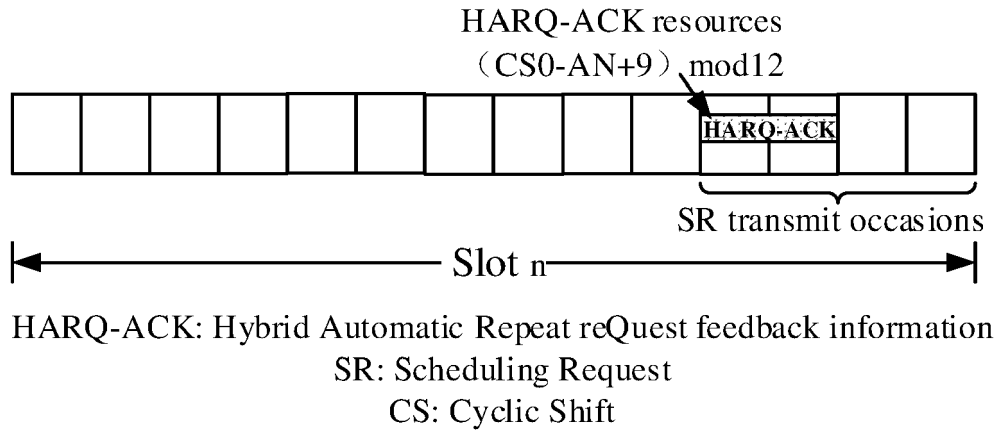 HARQ-ACK resources
（CS0-AN+9）mod12
HARQ-ACK
SR transmit occasions
Slot n
HARQ-ACK: Hybrid Automatic Repeat reQuest feedback information
SR: Scheduling Request
CS: Cyclic Shift